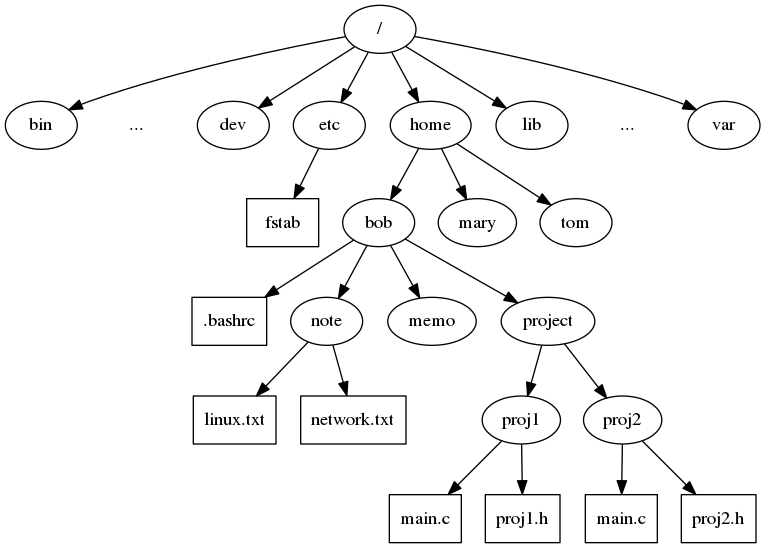 /
bin
...
dev
etc
home
lib
...
var
fstab
bob
mary
tom
.bashrc
note
memo
project
linux.txt
network.txt
proj1
proj2
main.c
proj1.h
main.c
proj2.h